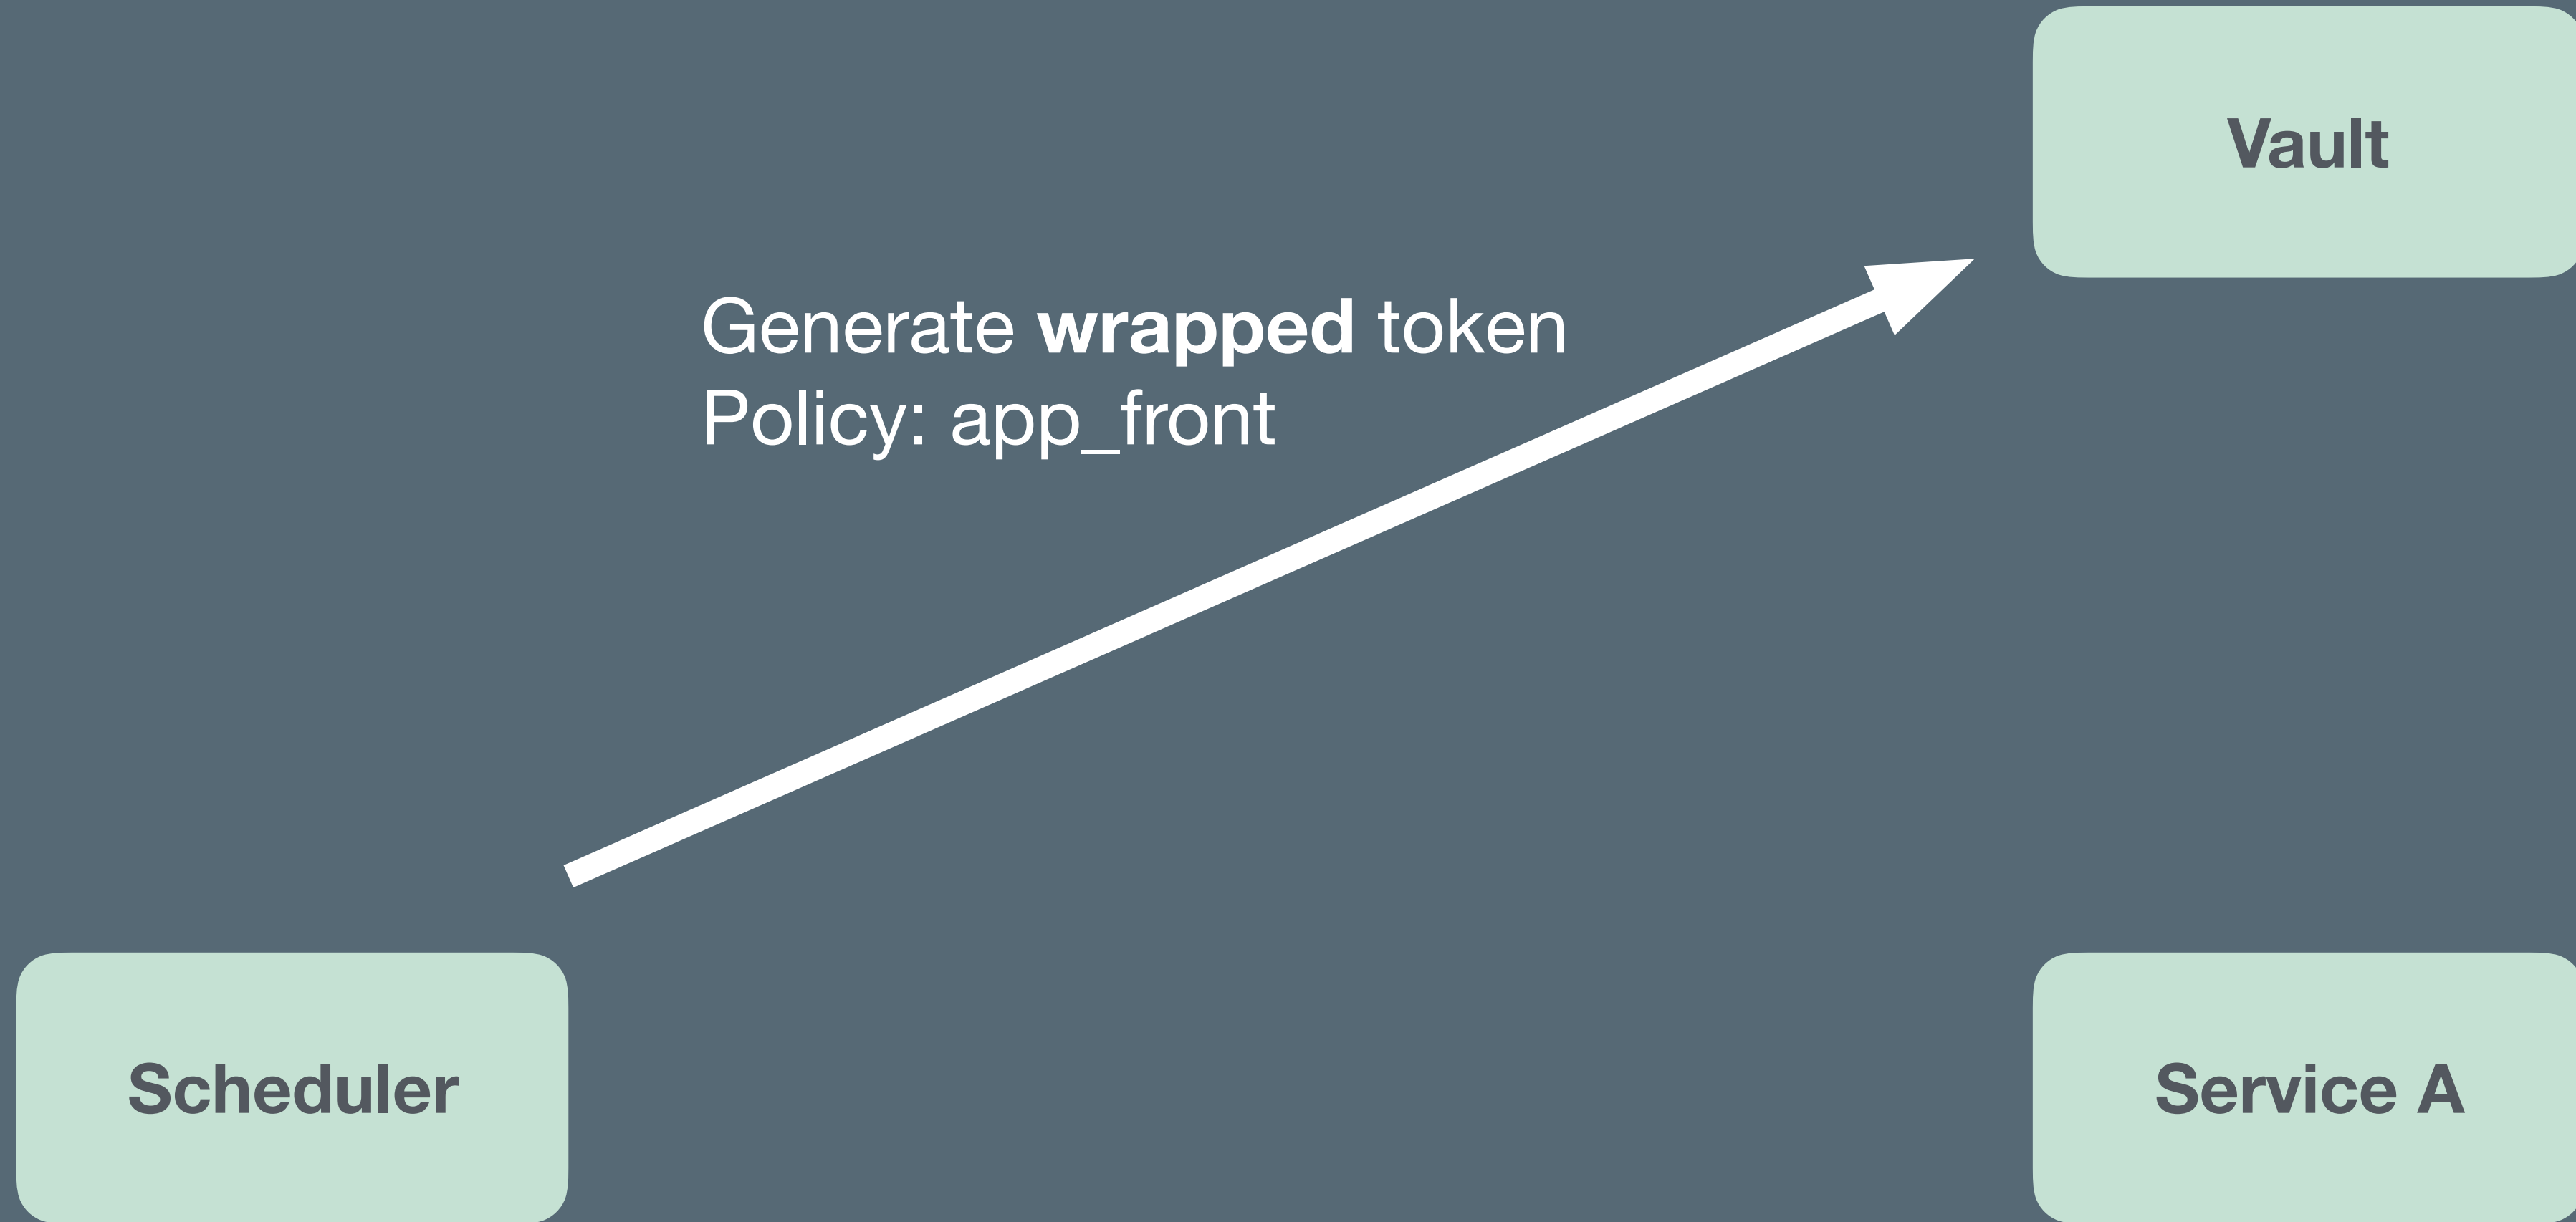 Vault
Generate wrapped token
Policy: app_front
Scheduler
Service A